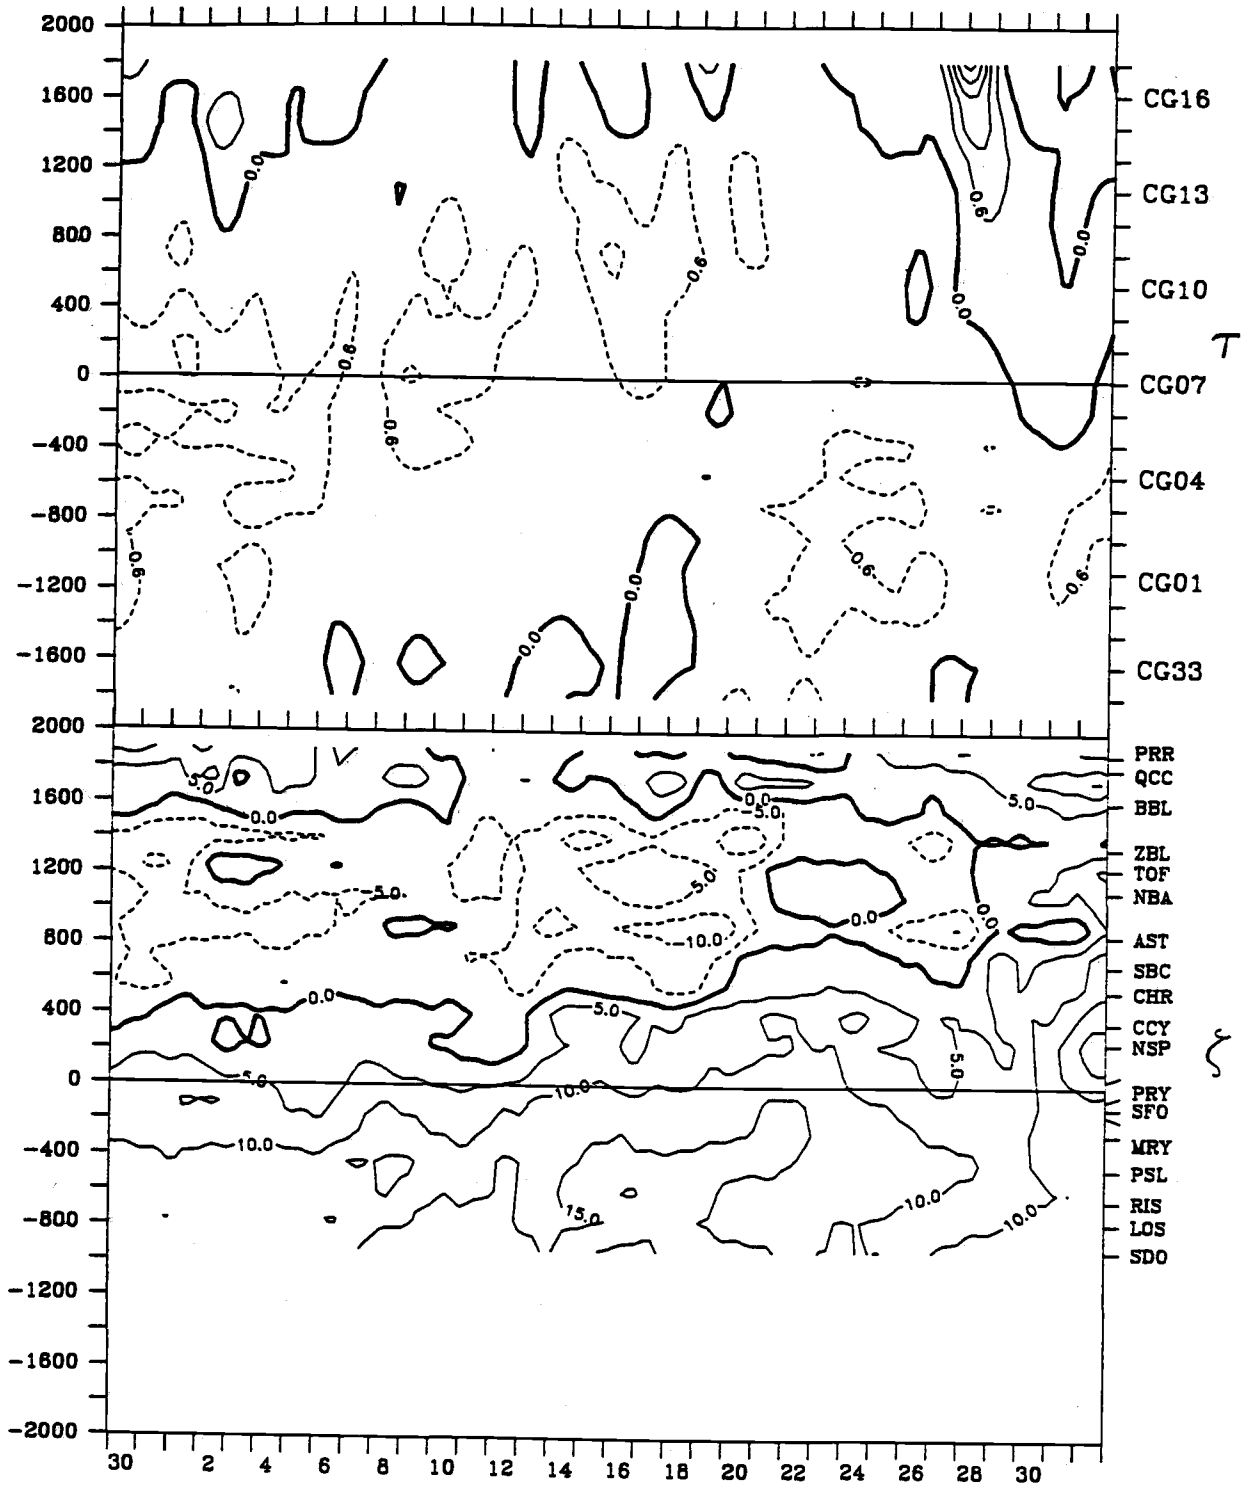 2000
1600
1200
800
400
0
-400
-800
-1200
-1600
2000
CG16
CG13
CG10
CG07
CG04
CG01
CG33
τ
0.0
0.6
0.0
0.6
0.6
0.0
0.6
0.6
0.0
0.0
0.6
0.6
1600
1200
800
400
0
-400
-800
-1200
-1600
-2000
PRR
QCC
BBL
ZBL
TOF
NBA
AST
SBC
CHR
CCY
NSP
PRY
SFO
MRY
PSL
RIS
LOS
SDO
ζ
5.0
0.0
0.0
5.0
5.0
5.0
5.0
0.0
0.0
10.0
0.0
5.0
5.0
5.0
10.0
10.0
15.0
10.0
10.0
30 2 4 6 8 10 12 14 16 18 20 22 24 26 28 30